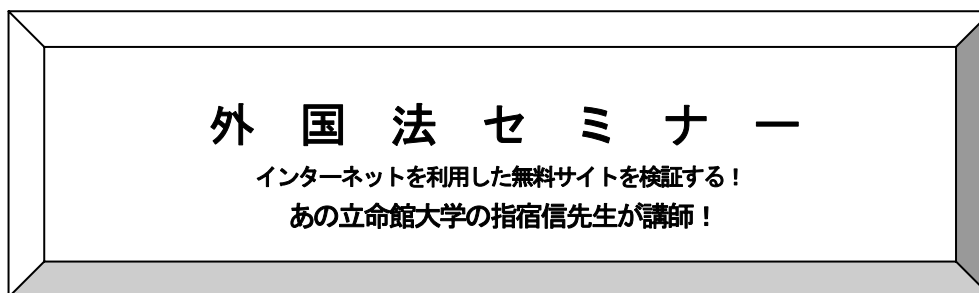 外国法セミナー
インターネットを利用した無料サイトを検証する！
あの立命館大学の指宿信先生が講師！